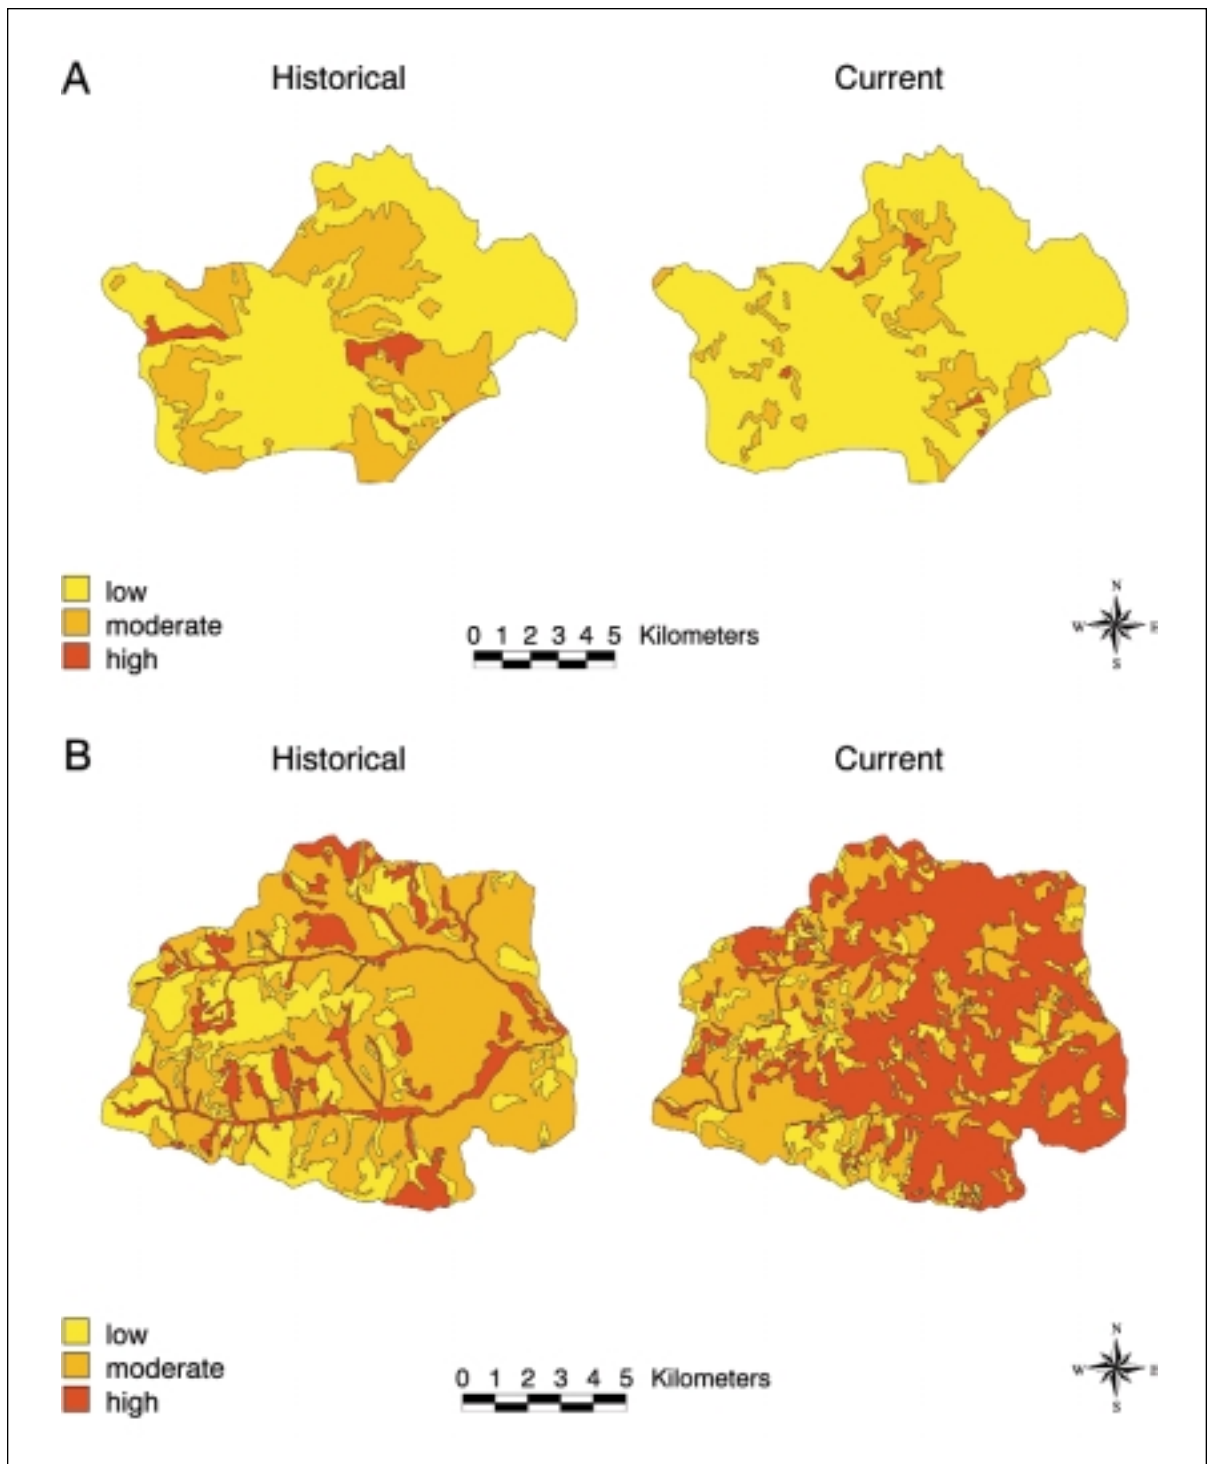 A
Historical Current
low
moderate
high
0 1 2 3 4 5 Kilometers
N
W E
S
B
Historical Current
low
moderate
high
0 1 2 3 4 5 Kilometers
N
W E
S